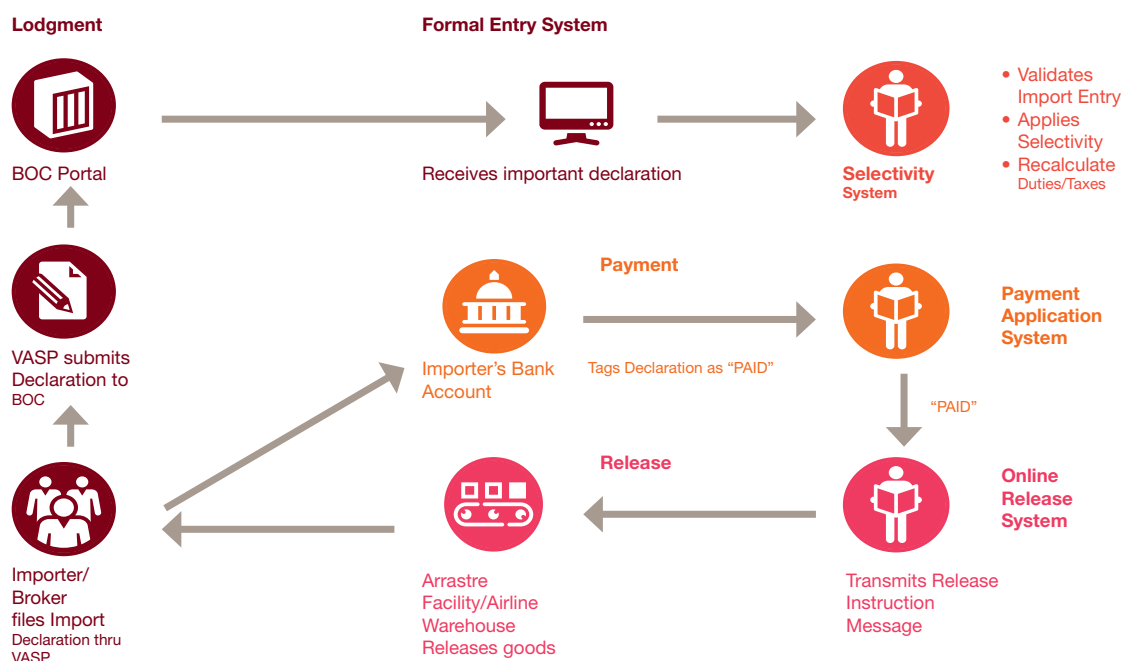 Lodgment
Formal Entry System
BOC Portal
Receives important declaration
Selectivity
System
• Validates
Import Entry
• Applies
Selectivity
• Recalculate
Duties/Taxes
VASP submits
Declaration to
BOC
Payment
Importer's Bank
Account
Tags Declaration as "PAID"
Payment
Application
System
"PAID"
Importer/
Broker
files Import
Declaration thru
VASP
Release
Arrastre
Facility/Airline
Warehouse
Releases goods
Online
Release
System
Transmits Release
Instruction
Message